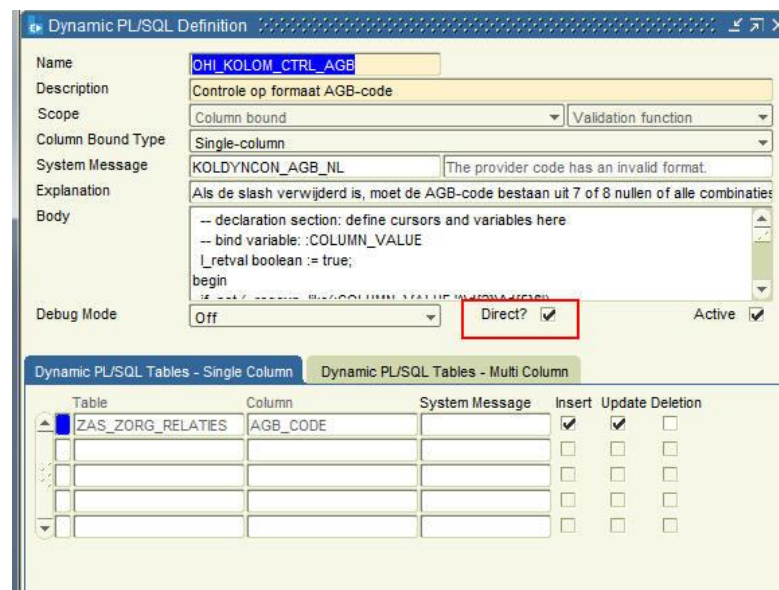 Dynamic PL/SQL Definition
Name OHI_KOLOM_CTRL_AGB
Description Controle op formaat AGB-code
Scope Column bound Validation function
Column Bound Type Single-column
System Message KOLDYNCON_AGB_NL The provider code has an invalid format.
Explanation Als de slash verwijderd is, moet de AGB-code bestaan uit 7 of 8 nullen of alle combinaties
Body -- declaration section: define cursors and variables here
-- bind variable: :COLUMN_VALUE
l_retval boolean := true;
begin
Debug Mode Off Direct? Active
Dynamic PL/SQL Tables - Single Column Dynamic PL/SQL Tables - Multi Column
Table Column System Message Insert Update Deletion
ZAS_ZORG_RELATIES AGB_CODE